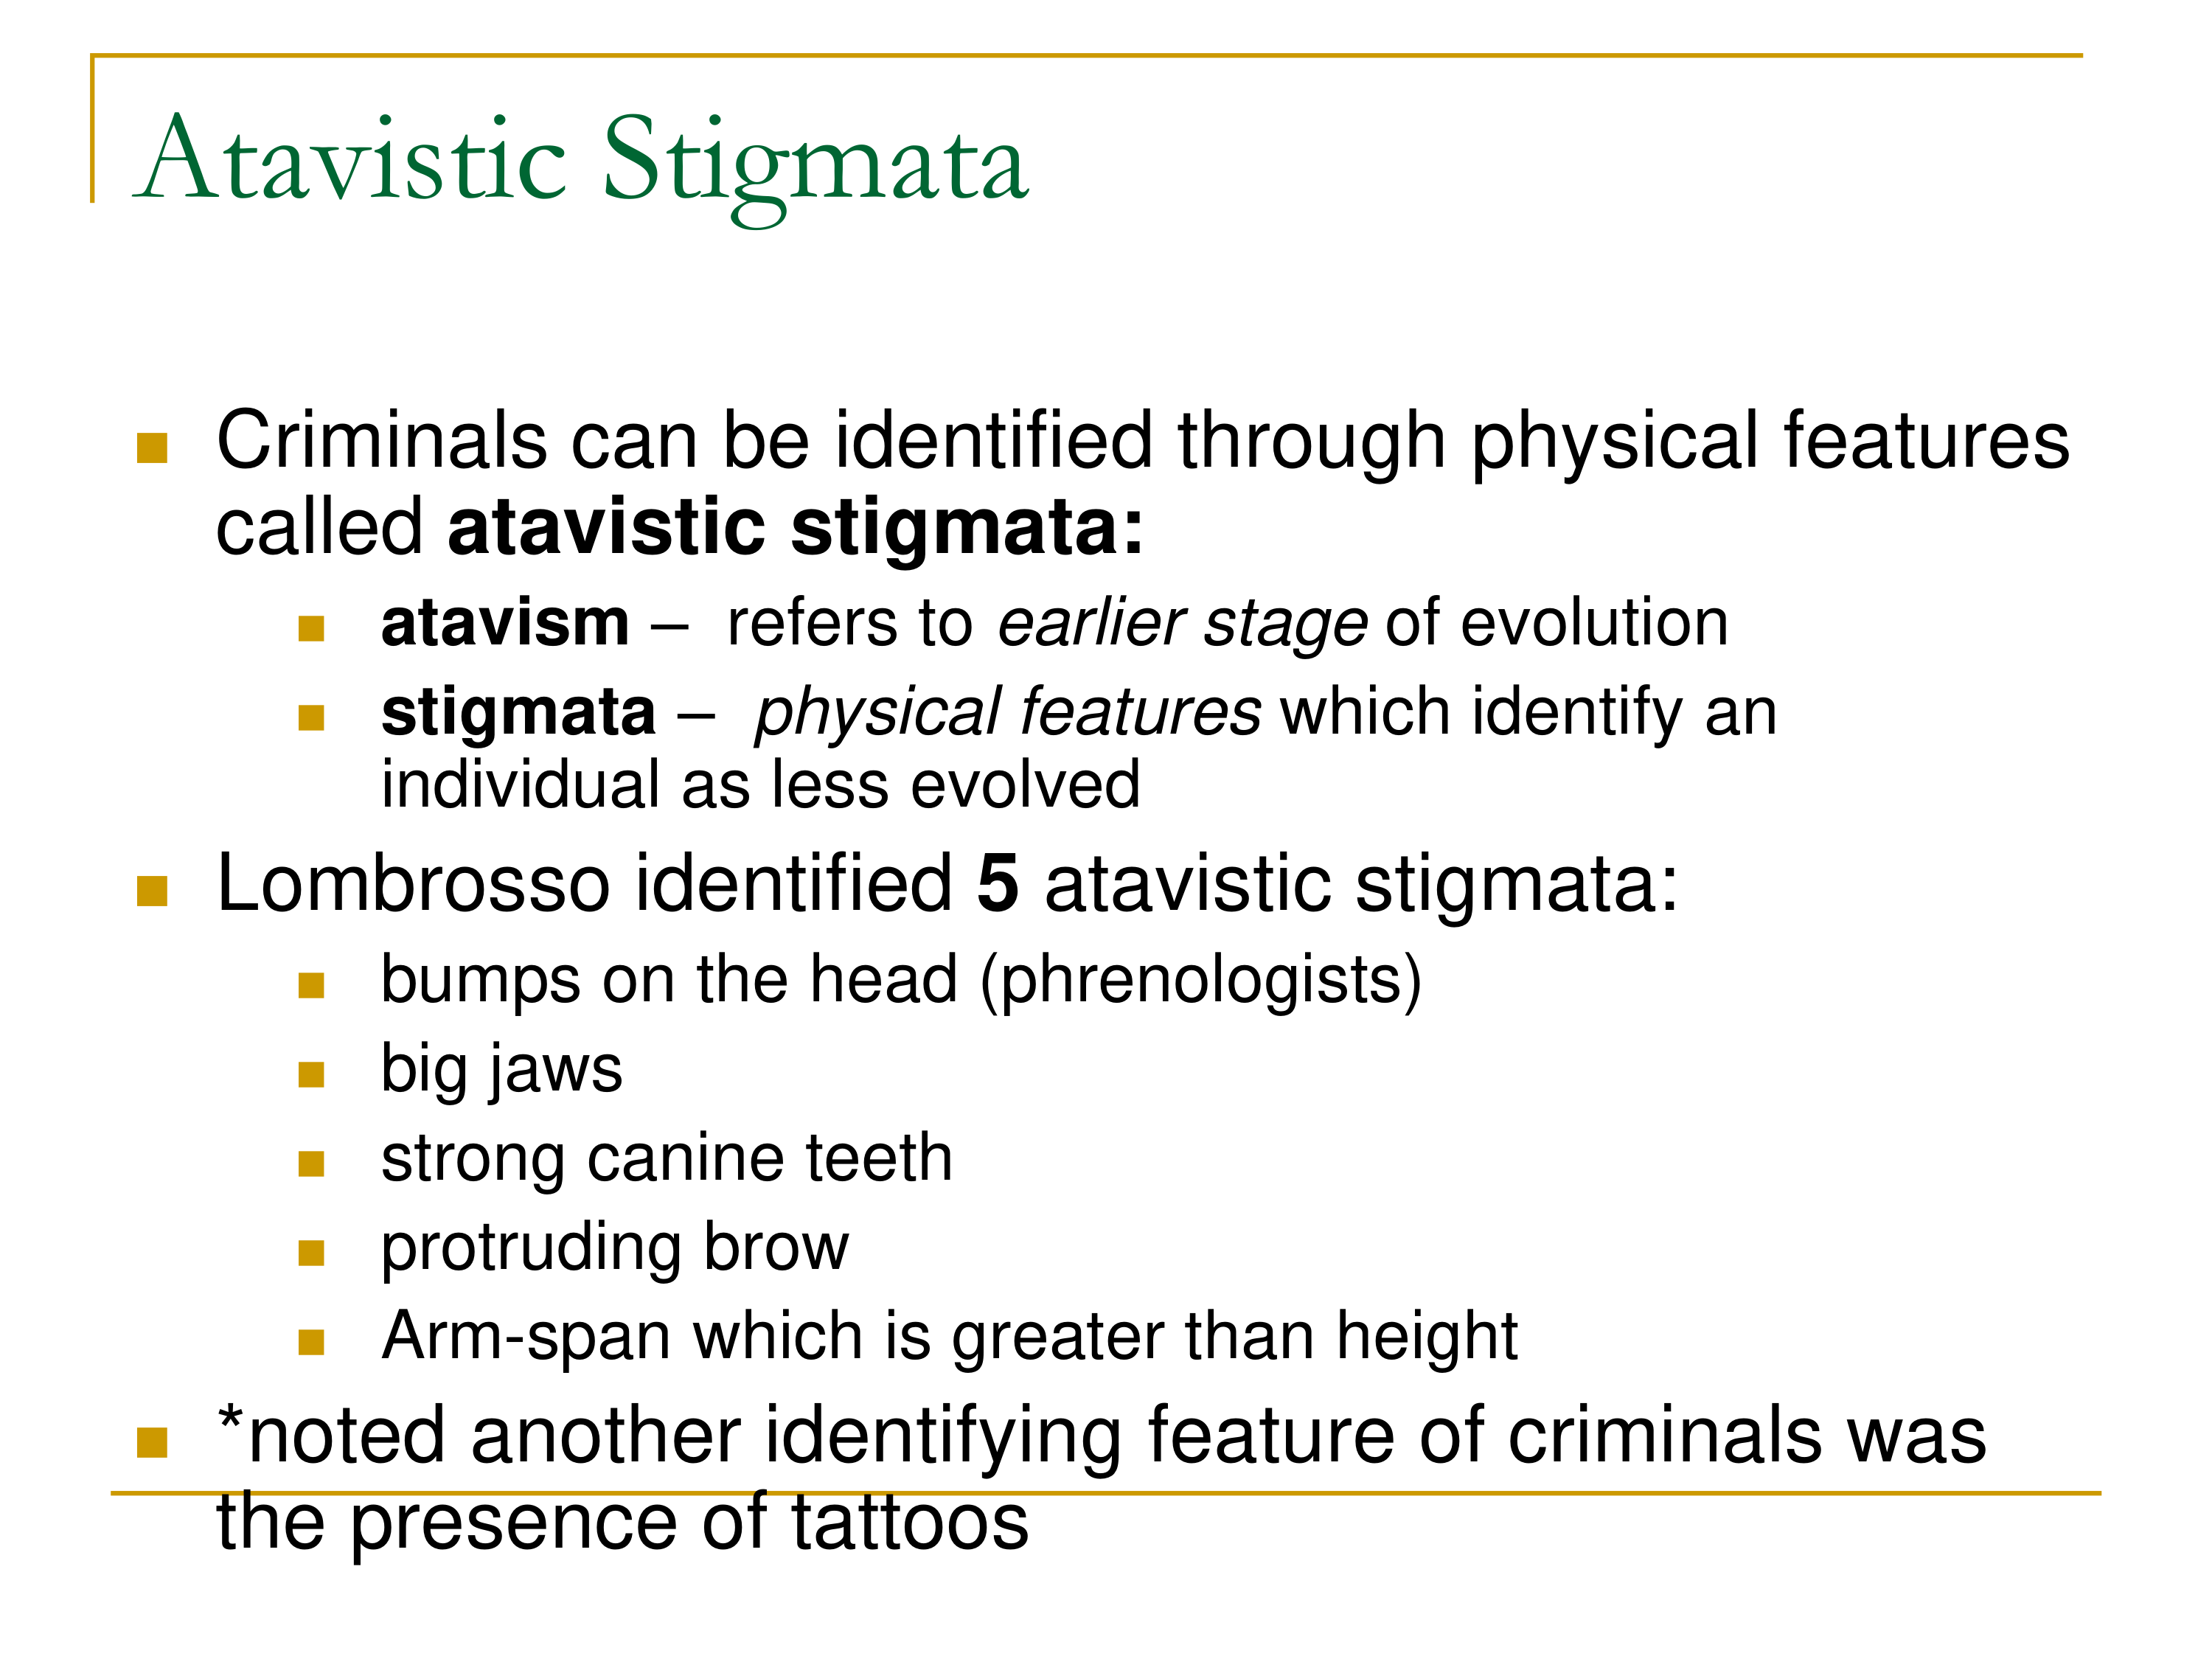 Atavistic Stigmata
Criminals can be identified through physical features
called atavistic stigmata:
atavism – refers to earlier stage of evolution
stigmata – physical features which identify an
individual as less evolved
Lombrosso identified 5 atavistic stigmata:
bumps on the head (phrenologists)
big jaws
strong canine teeth
protruding brow
Arm-span which is greater than height
*noted another identifying feature of criminals was
the presence of tattoos